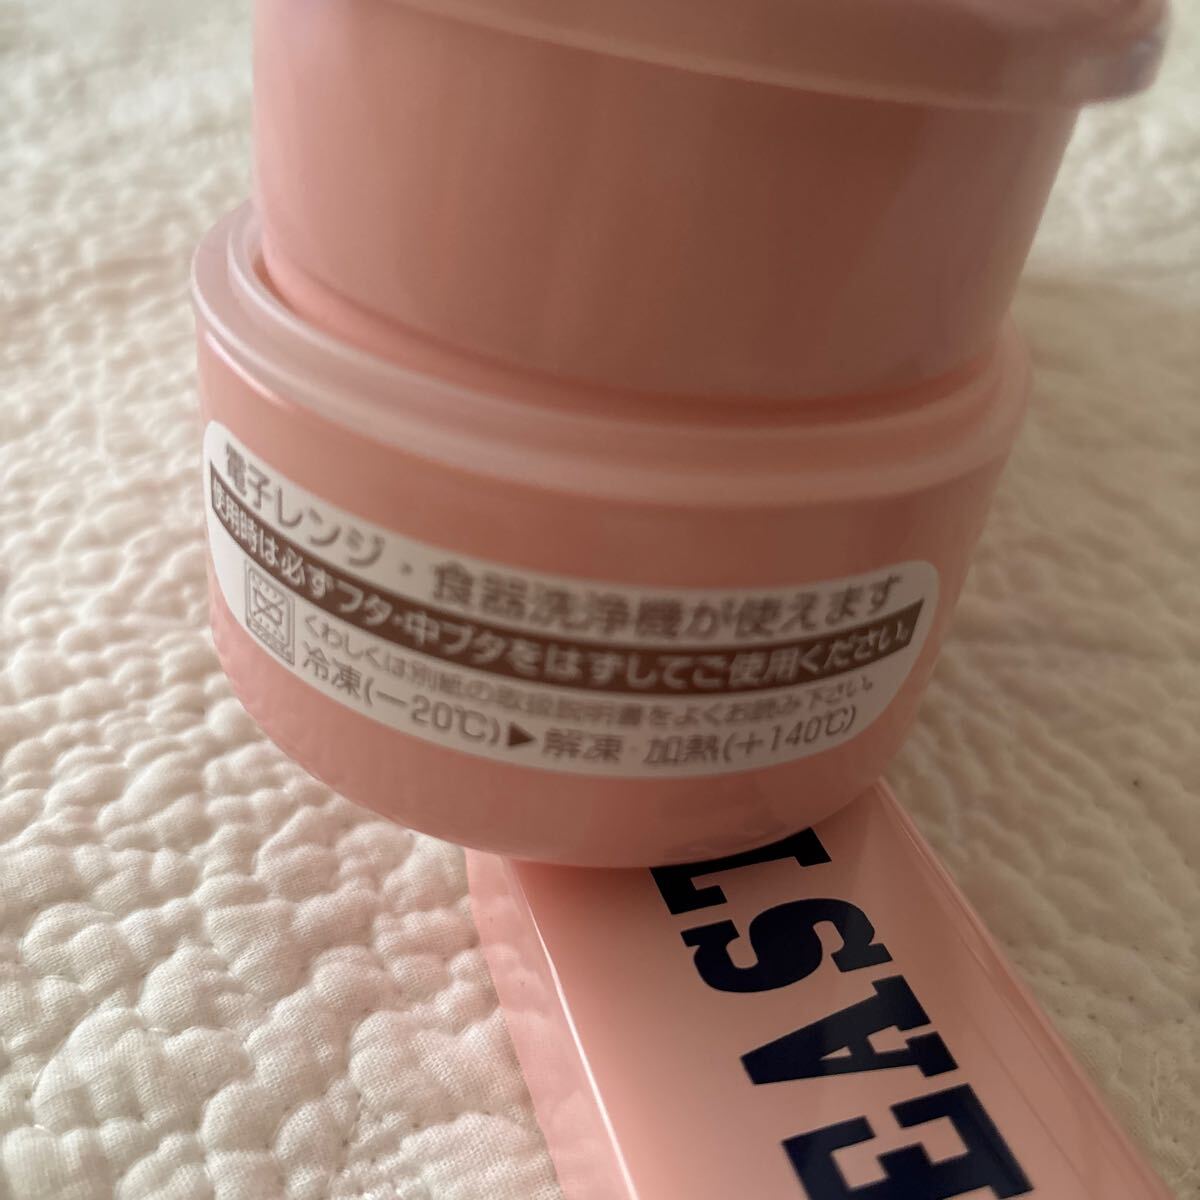 電子レンジ・食器洗浄機が使えます
使用時は必ずフタ・中ブタをはずしてご使用ください。
くわしくは別紙の取扱説明書をよくお読み下さい。
冷凍(－20℃)▶解凍・加熱(＋140℃)
EAST